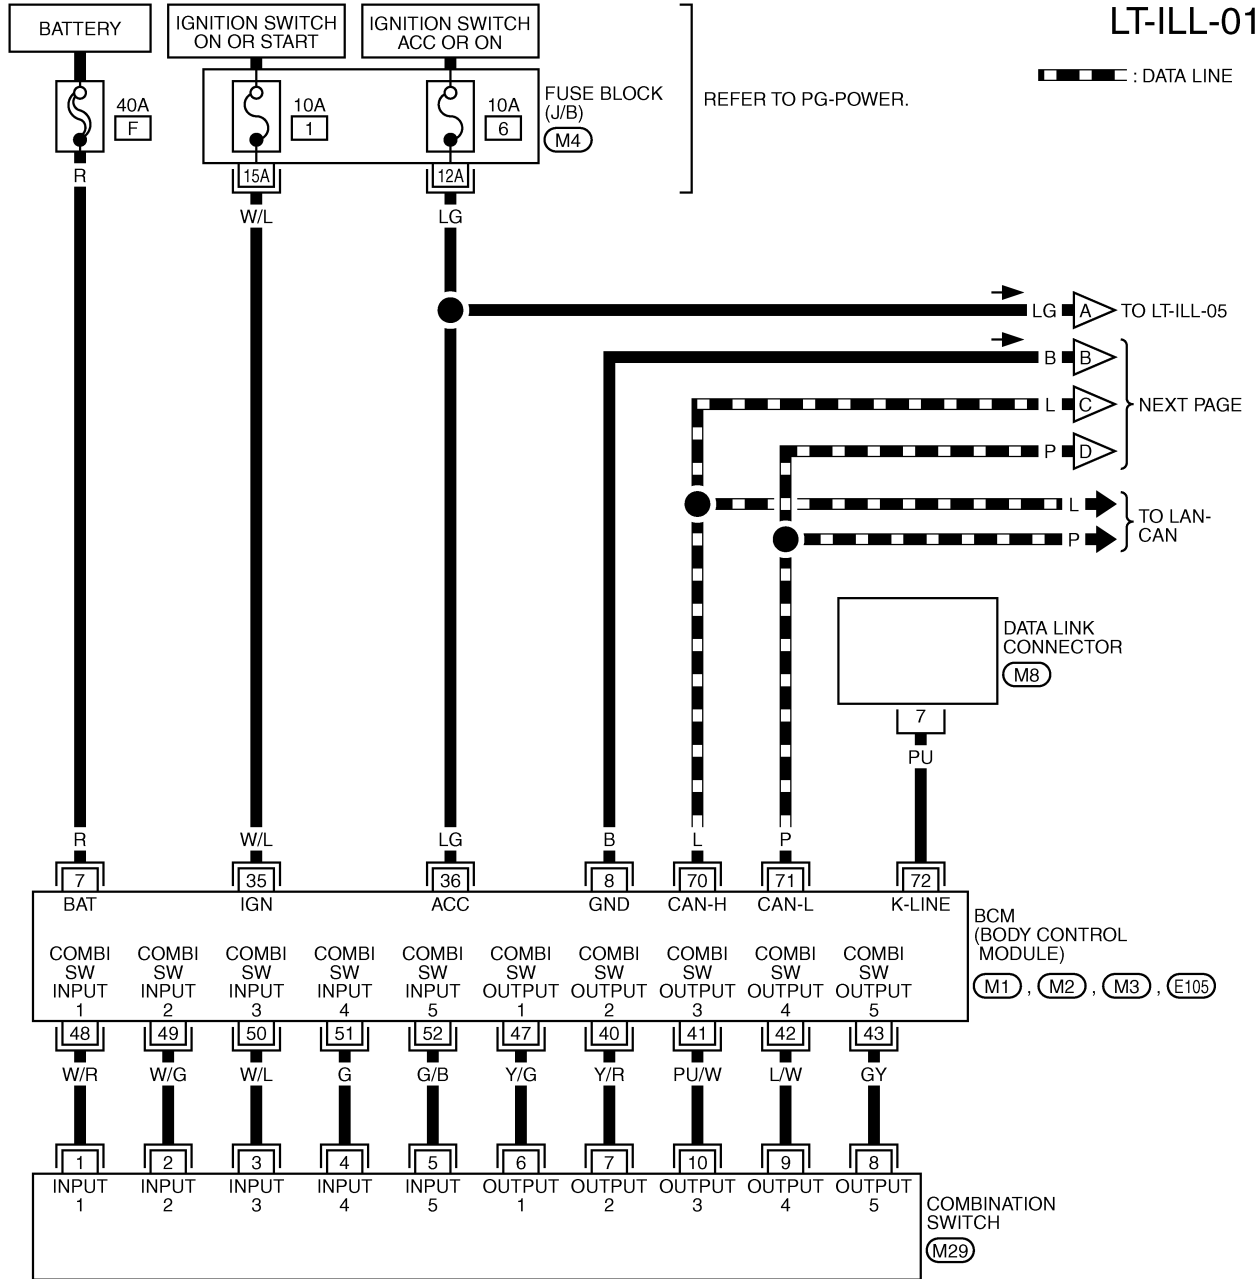 LT-ILL-01
BATTERY
IGNITION SWITCH
ON OR START
IGNITION SWITCH
ACC OR ON
: DATA LINE
40A
F
10A
1
10A
6
FUSE BLOCK
(J/B)
M4
REFER TO PG-POWER.
15A
12A
R
W/L
LG
LG
A
TO LT-ILL-05
B
B
L
C
NEXT PAGE
P
D
L
P
TO LAN-
CAN
DATA LINK
CONNECTOR
M8
7
PU
R
W/L
LG
B
L
P
7
35
36
8
70
71
72
BAT
IGN
ACC
GND
CAN-H
CAN-L
K-LINE
BCM
(BODY CONTROL
MODULE)
M1 , M2 , M3 , E105
COMBI
SW
INPUT
1
COMBI
SW
INPUT
2
COMBI
SW
INPUT
3
COMBI
SW
INPUT
4
COMBI
SW
INPUT
5
COMBI
SW
OUTPUT
1
COMBI
SW
OUTPUT
2
COMBI
SW
OUTPUT
3
COMBI
SW
OUTPUT
4
COMBI
SW
OUTPUT
5
48
49
50
51
52
47
40
41
42
43
W/R
W/G
W/L
G
G/B
Y/G
Y/R
PU/W
L/W
GY
1
2
3
4
5
6
7
10
9
8
INPUT
1
INPUT
2
INPUT
3
INPUT
4
INPUT
5
OUTPUT
1
OUTPUT
2
OUTPUT
3
OUTPUT
4
OUTPUT
5
COMBINATION
SWITCH
M29